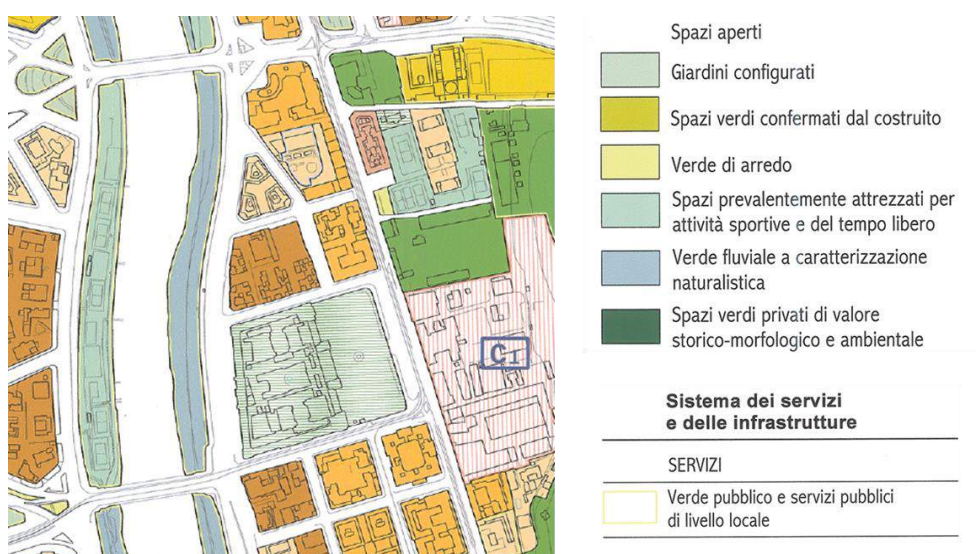 C1
Spazi aperti
Giardini configurati
Spazi verdi confermati dal costruito
Verde di arredo
Spazi prevalentemente attrezzati per
attività sportive e del tempo libero
Verde fluviale a caratterizzazione
naturalistica
Spazi verdi privati di valore
storico-morfologico e ambientale
Sistema dei servizi
e delle infrastrutture
SERVIZI
Verde pubblico e servizi pubblici
di livello locale